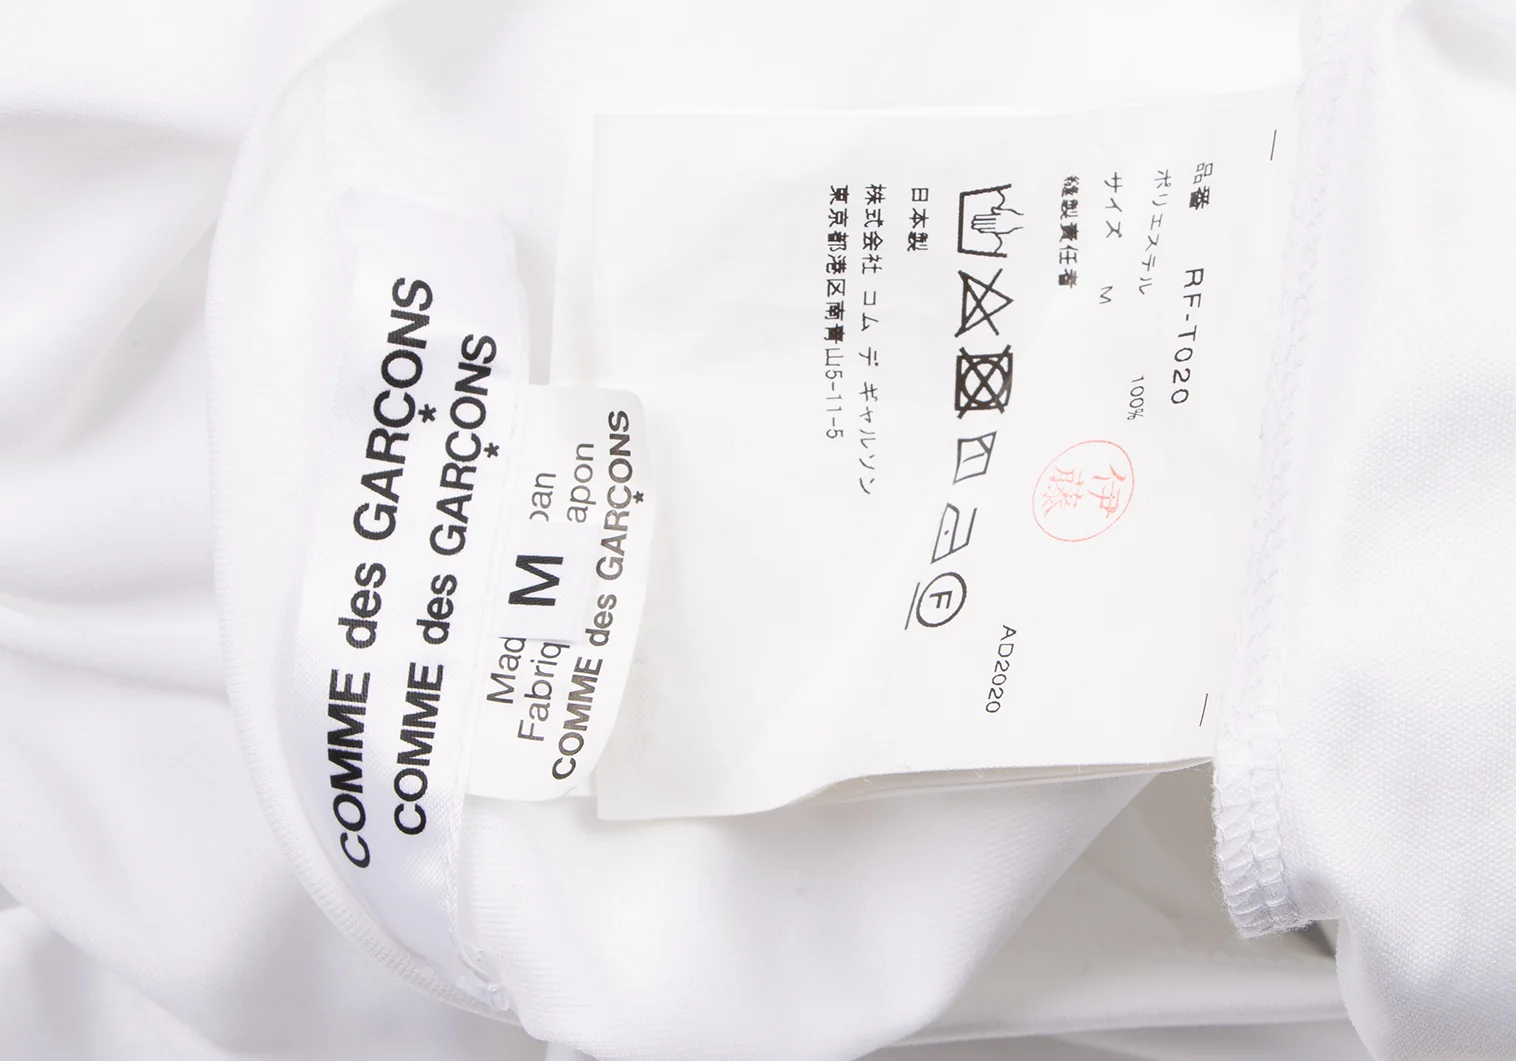 COMME des GARÇONS
COMME des GARÇONS
Mad pan
Fabriq apon
COMME des GARÇONS
M
品番 RF-T020
ポリエステル 100%
サイズ M
縫製責任者
伊藤
AD2020
F
日本製
株式会社 コム デ ギャルソン
東京都港区南青山5-11-5